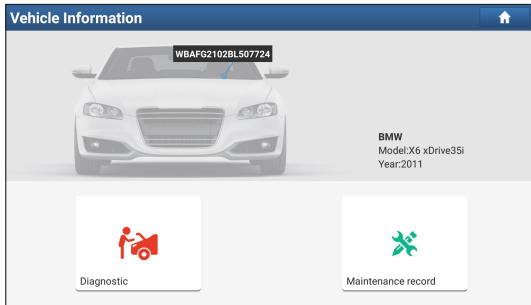 Vehicle Information
WBAFG2102BL507724
BMW
Model:X6 xDrive35i
Year:2011
Diagnostic
Maintenance record